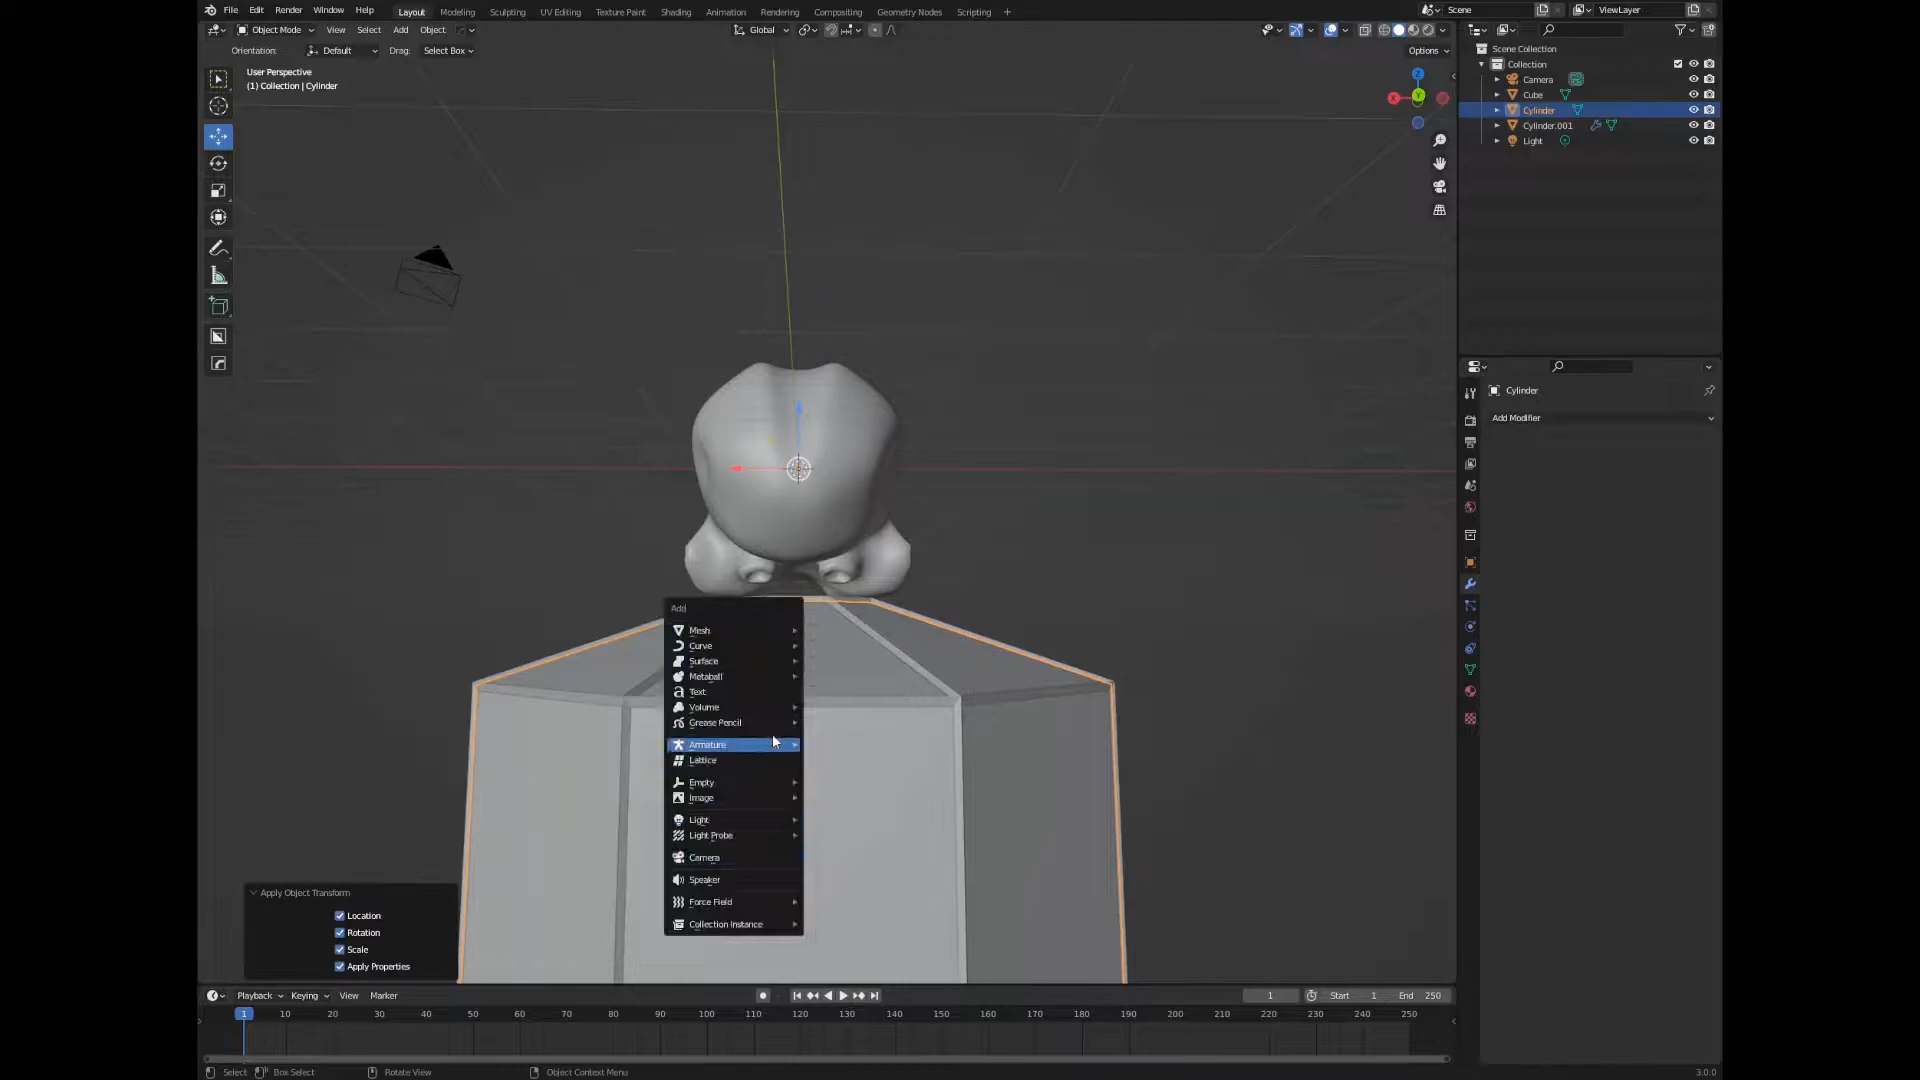 File Edit Render Window Help Layout Modeling Sculpting UV Editing Texture Paint Shading Animation Rendering Compositing Geometry Nodes Scripting + Scene ViewLayer
Object Mode View Select Add Object Global
Orientation: Default Drag: Select Box Options
User Perspective
(1) Collection | Cylinder
Z
X
Y
Scene Collection
Collection
Camera
Cube
Cylinder
Cylinder.001
Light
Cylinder
Add Modifier
Add
Mesh
Curve
Surface
Metaball
Text
Volume
Grease Pencil
Armature
Lattice
Empty
Image
Light
Light Probe
Camera
Speaker
Force Field
Collection Instance
Apply Object Transform
Location
Rotation
Scale
Apply Properties
Playback Keying View Marker 1 Start 1 End 250
1 10 20 30 40 50 60 70 80 90 100 110 120 130 140 150 160 170 180 190 200 210 220 230 240 250
Select Box Select Rotate View Object Context Menu 3.0.0